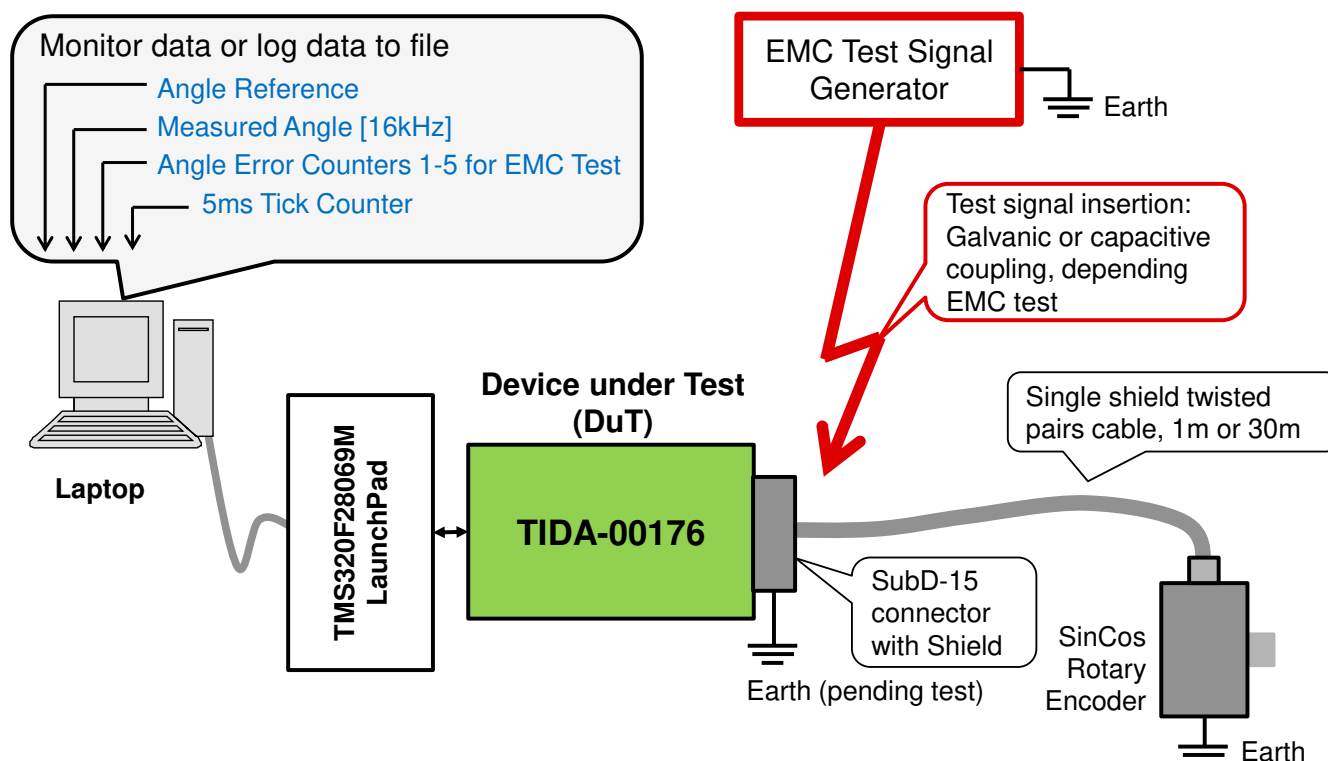 Monitor data or log data to file
Angle Reference
Measured Angle [16kHz]
Angle Error Counters 1-5 for EMC Test
5ms Tick Counter
EMC Test Signal
Generator
Earth
Test signal insertion:
Galvanic or capacitive
coupling, depending
EMC test
Laptop
TMS320F28069M
LaunchPad
Device under Test
(DuT)
TIDA-00176
Single shield twisted
pairs cable, 1m or 30m
SubD-15
connector
with Shield
Earth (pending test)
SinCos
Rotary
Encoder
Earth